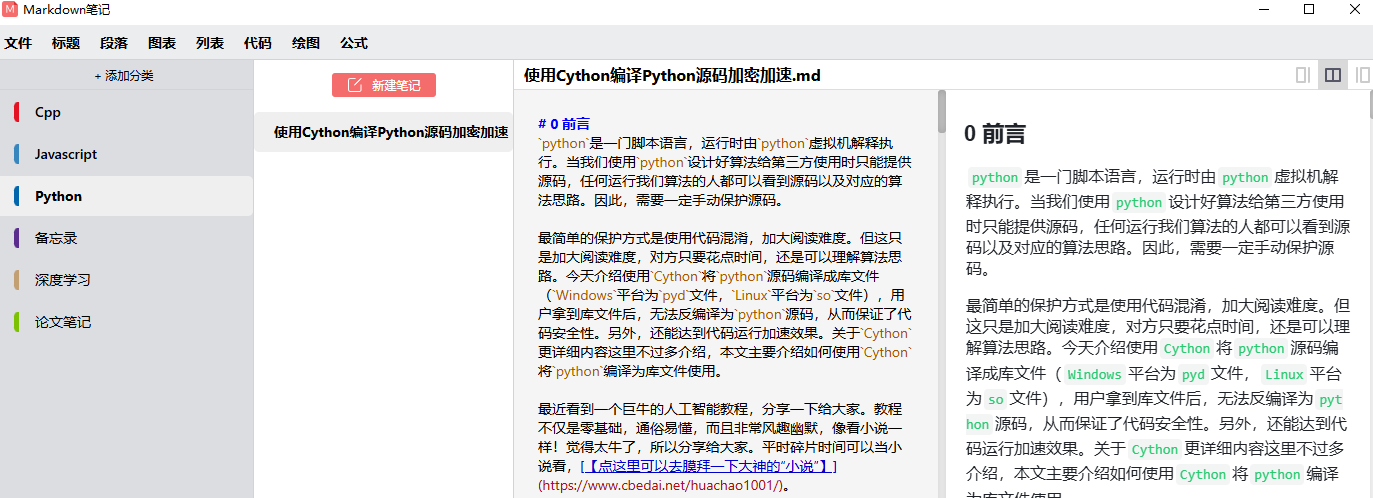 Markdown笔记
文件 标题 段落 图表 列表 代码 绘图 公式
+ 添加分类
Cpp
Javascript
Python
备忘录
深度学习
论文笔记
新建笔记
使用Cython编译Python源码加密加速
使用Cython编译Python源码加密加速.md
# 0 前言
`python`是一门脚本语言，运行时由`python`虚拟机解释执
行。当我们使用`python`设计好算法给第三方使用时只能提供
源码，任何运行我们算法的人都可以看到源码以及对应的算
法思路。因此，需要一定手动保护源码。
最简单的保护方式是使用代码混淆，加大阅读难度。但这只
是加大阅读难度，对方只要花点时间，还是可以理解算法思
路。今天介绍使用`Cython`将`python`源码编译成库文件
（`Windows`平台为`pyd`文件，`Linux`平台为`so`文件），用
户拿到库文件后，无法反编译为`python`源码，从而保证了代
码安全性。另外，还能达到代码运行加速效果。关于`Cython`
更详细内容这里不过多介绍，本文主要介绍如何使用`Cython`
将`python`编译为库文件使用。
最近看到一个巨牛的人工智能教程，分享一下给大家。教程
不仅是零基础，通俗易懂，而且非常风趣幽默，像看小说一
样！觉得太牛了，所以分享给大家。平时碎片时间可以当小
说看，[【点这里可以去膜拜一下大神的“小说”】]
(https://www.cbedai.net/huachao1001/)。
0 前言
python 是一门脚本语言，运行时由 python 虚拟机解
释执行。当我们使用 python 设计好算法给第三方使用
时只能提供源码，任何运行我们算法的人都可以看到源
码以及对应的算法思路。因此，需要一定手动保护源
码。
最简单的保护方式是使用代码混淆，加大阅读难度。但
这只是加大阅读难度，对方只要花点时间，还是可以理
解算法思路。今天介绍使用 Cython 将 python 源码编
译成库文件（ Windows 平台为 pyd 文件， Linux 平台
为 so 文件），用户拿到库文件后，无法反编译为 pyt
hon 源码，从而保证了代码安全性。另外，还能达到代
码运行加速效果。关于 Cython 更详细内容这里不过多
介绍，本文主要介绍如何使用 Cython 将 python 编译
为库文件使用